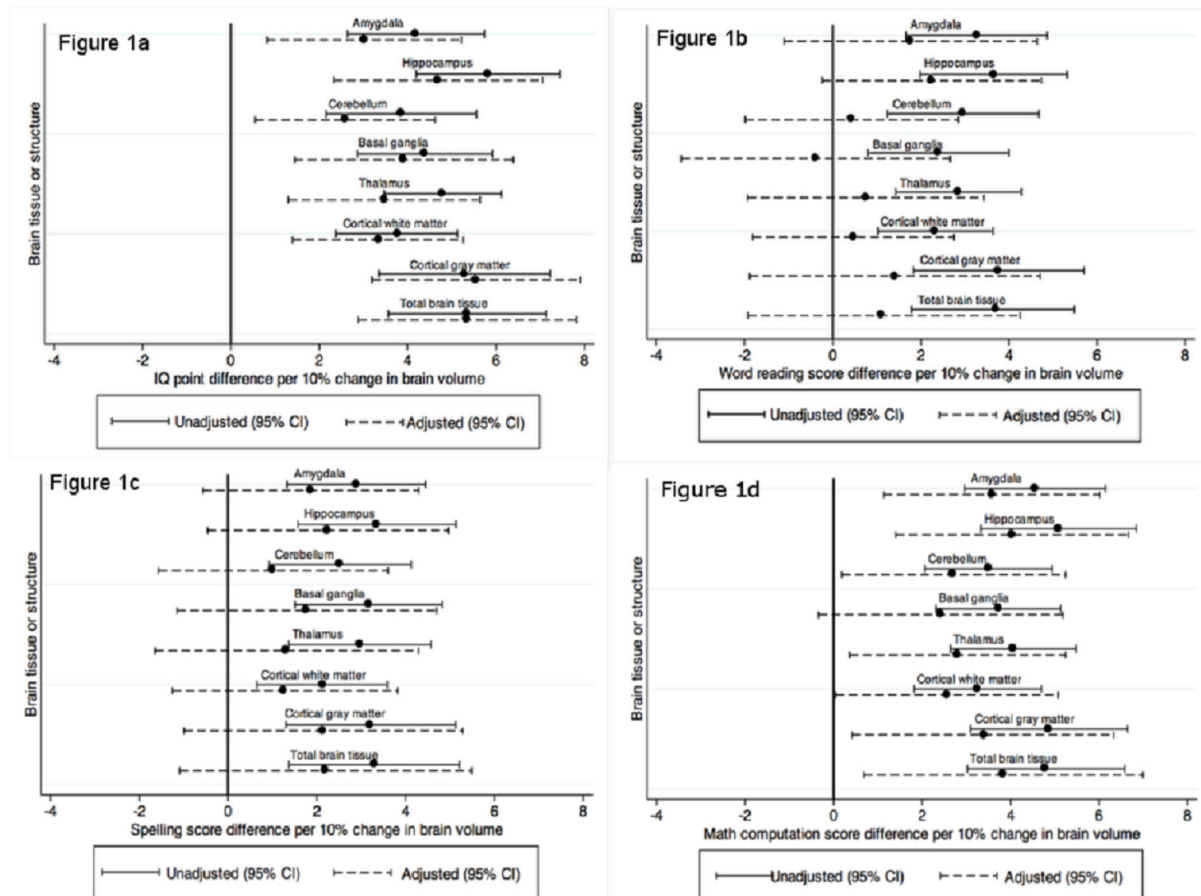 Figure 1a
Brain tissue or structure
Amygdala
Hippocampus
Cerebellum
Basal ganglia
Thalamus
Cortical white matter
Cortical gray matter
Total brain tissue
-4 -2 0 2 4 6 8
IQ point difference per 10% change in brain volume
Unadjusted (95% CI) Adjusted (95% CI)
Figure 1b
Brain tissue or structure
Amygdala
Hippocampus
Cerebellum
Basal ganglia
Thalamus
Cortical white matter
Cortical gray matter
Total brain tissue
-4 -2 0 2 4 6 8
Word reading score difference per 10% change in brain volume
Unadjusted (95% CI) Adjusted (95% CI)
Figure 1c
Brain tissue or structure
Amygdala
Hippocampus
Cerebellum
Basal ganglia
Thalamus
Cortical white matter
Cortical gray matter
Total brain tissue
-4 -2 0 2 4 6 8
Spelling score difference per 10% change in brain volume
Unadjusted (95% CI) Adjusted (95% CI)
Figure 1d
Brain tissue or structure
Amygdala
Hippocampus
Cerebellum
Basal ganglia
Thalamus
Cortical white matter
Cortical gray matter
Total brain tissue
-4 -2 0 2 4 6 8
Math computation score difference per 10% change in brain volume
Unadjusted (95% CI) Adjusted (95% CI)